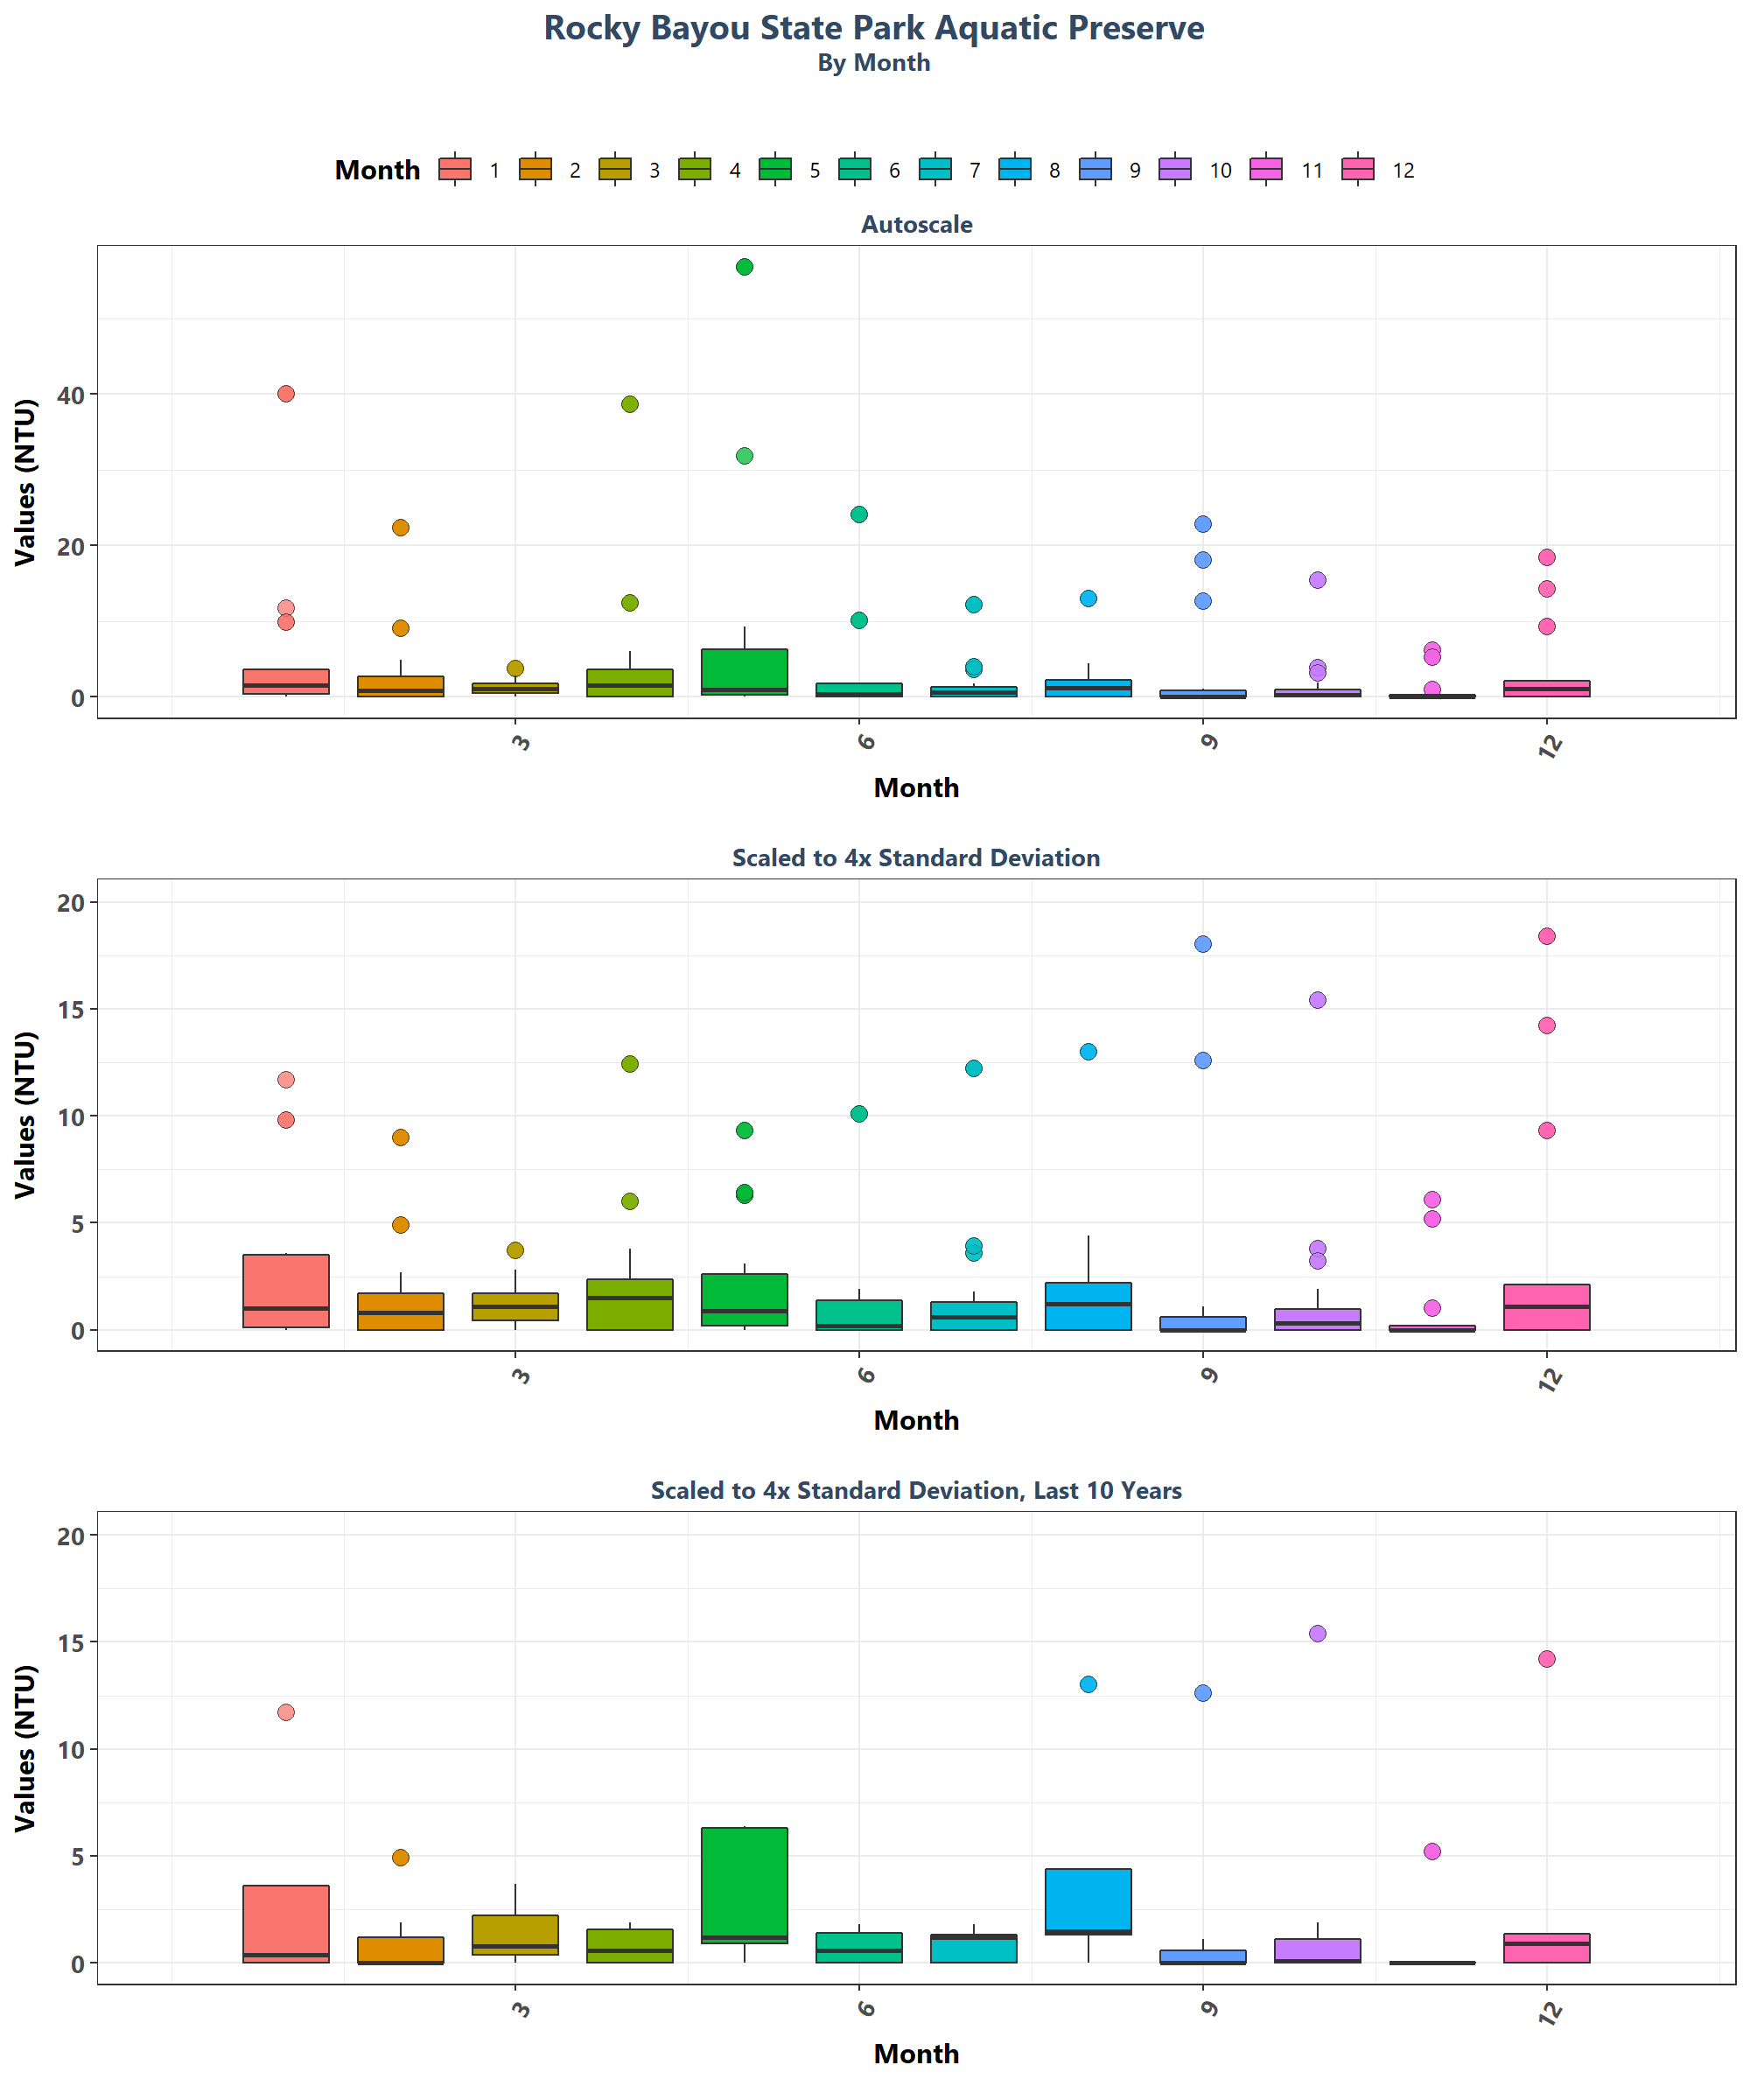 Rocky Bayou State Park Aquatic Preserve
By Month
Month 1 2 3 4 5 6 7 8 9 10 11 12
Autoscale
Values (NTU)
40
20
0
3 6 9 12
Month
Scaled to 4x Standard Deviation
Values (NTU)
20
15
10
5
0
3 6 9 12
Month
Scaled to 4x Standard Deviation, Last 10 Years
Values (NTU)
20
15
10
5
0
3 6 9 12
Month